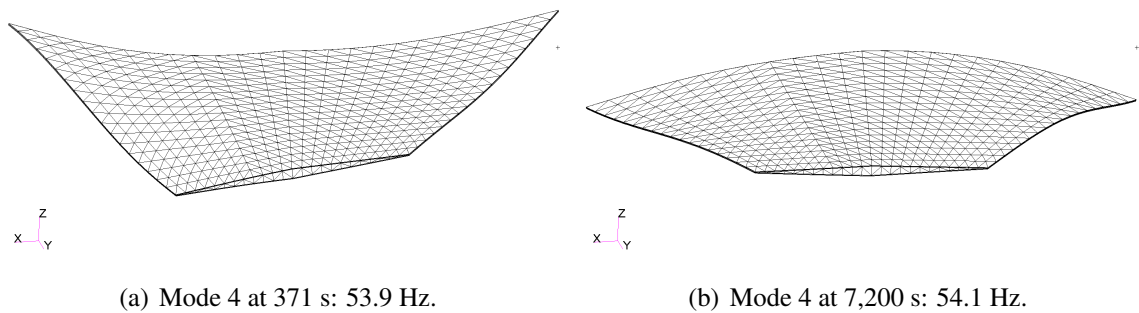 Z
X
Y
Z
X
Y
(a) Mode 4 at 371 s: 53.9 Hz.
(b) Mode 4 at 7,200 s: 54.1 Hz.